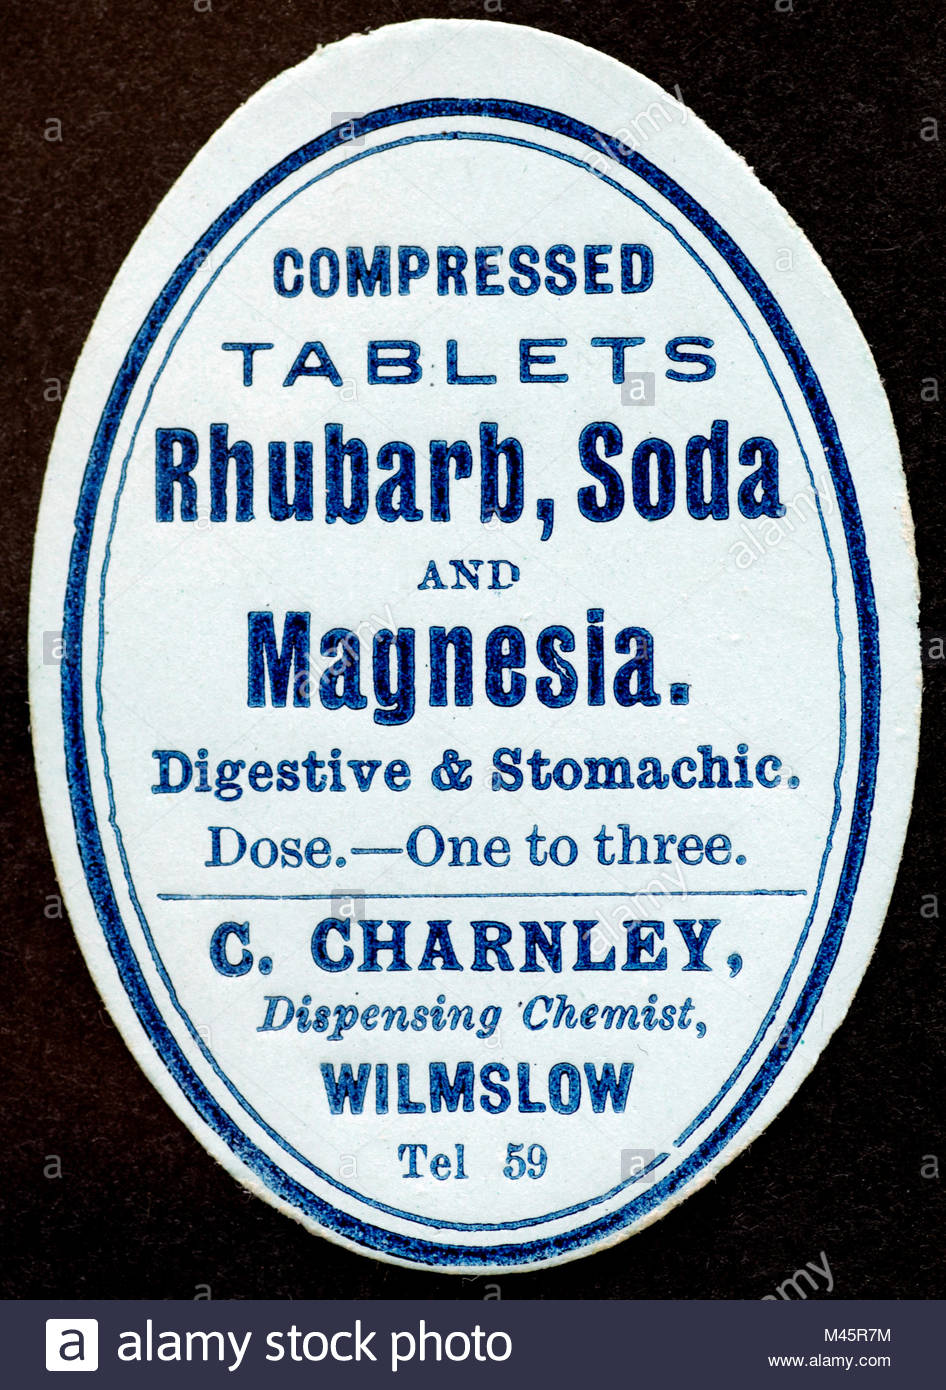 COMPRESSED
TABLETS
Rhubarb, Soda
AND
Magnesia.
Digestive & Stomachic.
Dose.—One to three.
C. CHARNLEY,
Dispensing Chemist,
WILMSLOW
Tel 59
a alamy stock photo
M45R7M
www.alamy.com